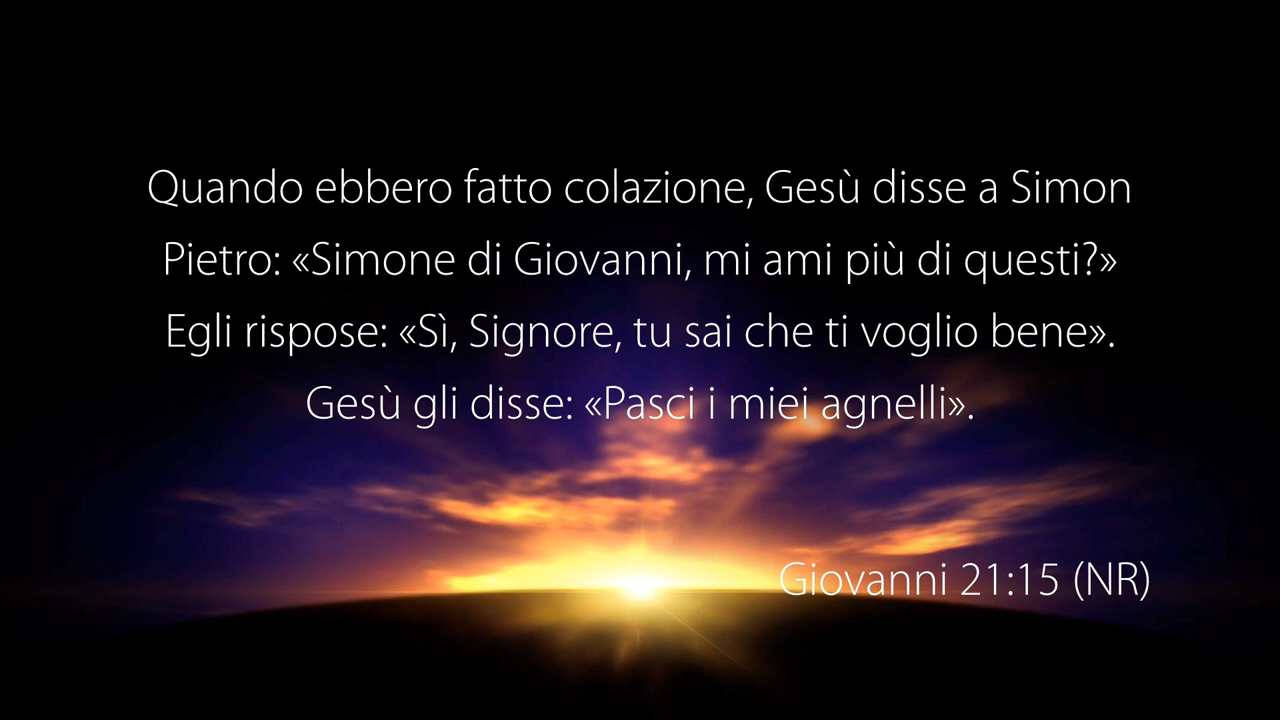 Quando ebbero fatto colazione, Gesù disse a Simon
Pietro: «Simone di Giovanni, mi ami più di questi?»
Egli rispose: «Sì, Signore, tu sai che ti voglio bene».
Gesù gli disse: «Pasci i miei agnelli».
Giovanni 21:15 (NR)